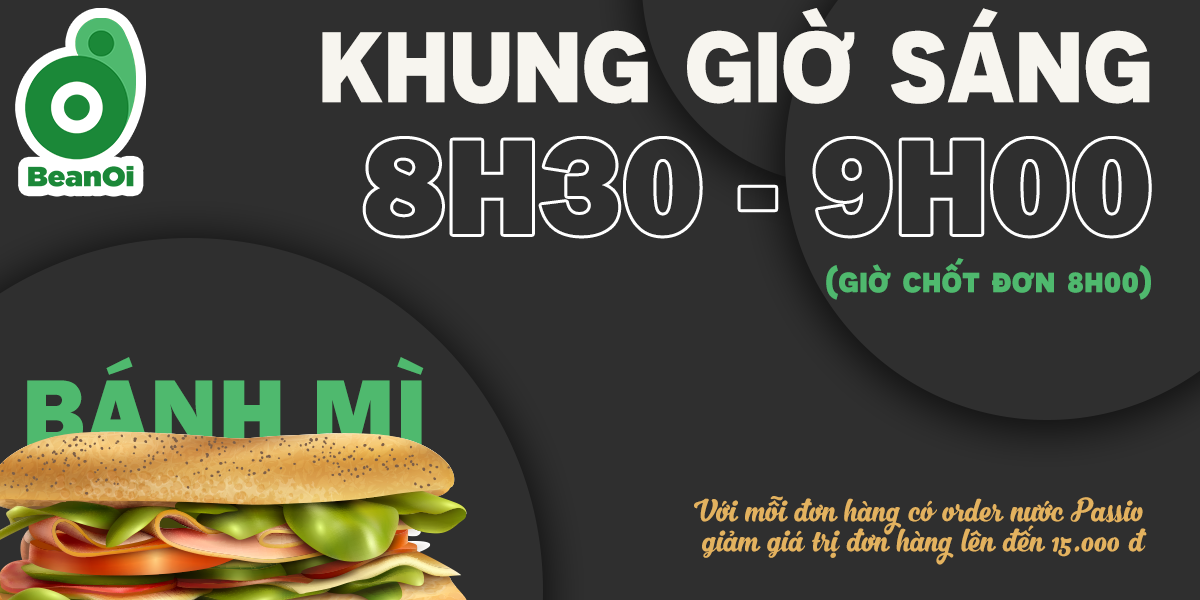 BeanOi
KHUNG GIỜ SÁNG
8H30 - 9H00
(GIỜ CHỐT ĐƠN 8H00)
BÁNH MÌ
Với mỗi đơn hàng có order nước Passio
giảm giá trị đơn hàng lên đến 15.000 đ